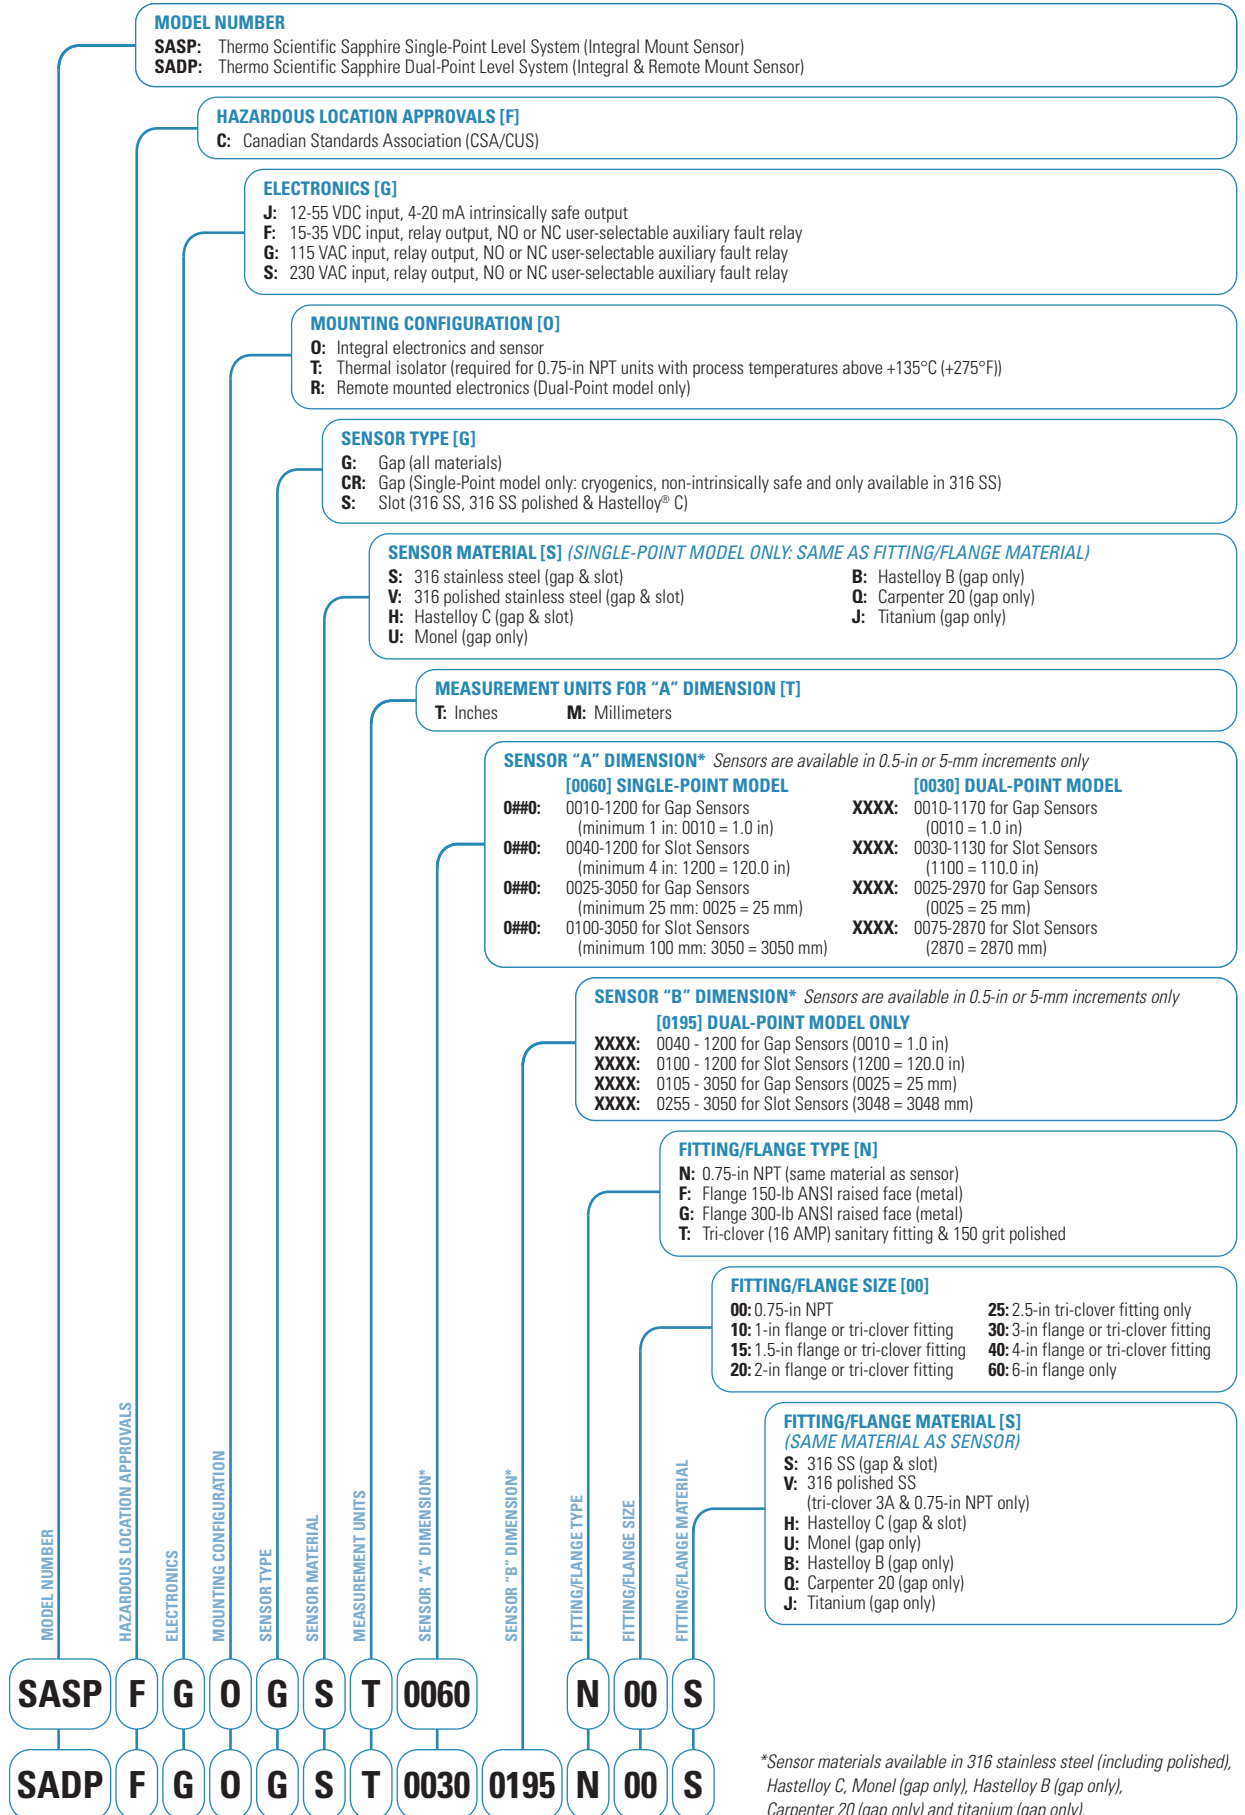 MODEL NUMBER
SASP: Thermo Scientific Sapphire Single-Point Level System (Integral Mount Sensor)
SADP: Thermo Scientific Sapphire Dual-Point Level System (Integral & Remote Mount Sensor)
HAZARDOUS LOCATION APPROVALS [F]
C: Canadian Standards Association (CSA/CUS)
ELECTRONICS [G]
J: 12-55 VDC input, 4-20 mA intrinsically safe output
F: 15-35 VDC input, relay output, NO or NC user-selectable auxiliary fault relay
G: 115 VAC input, relay output, NO or NC user-selectable auxiliary fault relay
S: 230 VAC input, relay output, NO or NC user-selectable auxiliary fault relay
MOUNTING CONFIGURATION [O]
O: Integral electronics and sensor
T: Thermal isolator (required for 0.75-in NPT units with process temperatures above +135°C (+275°F))
R: Remote mounted electronics (Dual-Point model only)
SENSOR TYPE [G]
G: Gap (all materials)
CR: Gap (Single-Point model only: cryogenics, non-intrinsically safe and only available in 316 SS)
S: Slot (316 SS, 316 SS polished & Hastelloy® C)
SENSOR MATERIAL [S] (SINGLE-POINT MODEL ONLY: SAME AS FITTING/FLANGE MATERIAL)
S: 316 stainless steel (gap & slot)
V: 316 polished stainless steel (gap & slot)
H: Hastelloy C (gap & slot)
U: Monel (gap only)
B: Hastelloy B (gap only)
Q: Carpenter 20 (gap only)
J: Titanium (gap only)
MEASUREMENT UNITS FOR “A” DIMENSION [T]
T: Inches M: Millimeters
SENSOR “A” DIMENSION* Sensors are available in 0.5-in or 5-mm increments only
[0060] SINGLE-POINT MODEL
0##0: 0010-1200 for Gap Sensors
(minimum 1 in: 0010 = 1.0 in)
0##0: 0040-1200 for Slot Sensors
(minimum 4 in: 1200 = 120.0 in)
0##0: 0025-3050 for Gap Sensors
(minimum 25 mm: 0025 = 25 mm)
0##0: 0100-3050 for Slot Sensors
(minimum 100 mm: 3050 = 3050 mm)
[0030] DUAL-POINT MODEL
XXXX: 0010-1170 for Gap Sensors
(0010 = 1.0 in)
XXXX: 0030-1130 for Slot Sensors
(1100 = 110.0 in)
XXXX: 0025-2970 for Gap Sensors
(0025 = 25 mm)
XXXX: 0075-2870 for Slot Sensors
(2870 = 2870 mm)
SENSOR “B” DIMENSION* Sensors are available in 0.5-in or 5-mm increments only
[0195] DUAL-POINT MODEL ONLY
XXXX: 0040 - 1200 for Gap Sensors (0010 = 1.0 in)
XXXX: 0100 - 1200 for Slot Sensors (1200 = 120.0 in)
XXXX: 0105 - 3050 for Gap Sensors (0025 = 25 mm)
XXXX: 0255 - 3050 for Slot Sensors (3048 = 3048 mm)
FITTING/FLANGE TYPE [N]
N: 0.75-in NPT (same material as sensor)
F: Flange 150-lb ANSI raised face (metal)
G: Flange 300-lb ANSI raised face (metal)
T: Tri-clover (16 AMP) sanitary fitting & 150 grit polished
FITTING/FLANGE SIZE [00]
00: 0.75-in NPT
10: 1-in flange or tri-clover fitting
15: 1.5-in flange or tri-clover fitting
20: 2-in flange or tri-clover fitting
25: 2.5-in tri-clover fitting only
30: 3-in flange or tri-clover fitting
40: 4-in flange or tri-clover fitting
60: 6-in flange only
FITTING/FLANGE MATERIAL [S]
(SAME MATERIAL AS SENSOR)
S: 316 SS (gap & slot)
V: 316 polished SS
(tri-clover 3A & 0.75-in NPT only)
H: Hastelloy C (gap & slot)
U: Monel (gap only)
B: Hastelloy B (gap only)
Q: Carpenter 20 (gap only)
J: Titanium (gap only)
MODEL NUMBER
HAZARDOUS LOCATION APPROVALS
ELECTRONICS
MOUNTING CONFIGURATION
SENSOR TYPE
SENSOR MATERIAL
MEASUREMENT UNITS
SENSOR “A” DIMENSION*
SENSOR “B” DIMENSION*
FITTING/FLANGE TYPE
FITTING/FLANGE SIZE
FITTING/FLANGE MATERIAL
SASP F G O G S T 0060 N 00 S
SADP F G O G S T 0030 0195 N 00 S
*Sensor materials available in 316 stainless steel (including polished),
Hastelloy C, Monel (gap only), Hastelloy B (gap only),
Carpenter 20 (gap only) and titanium (gap only).